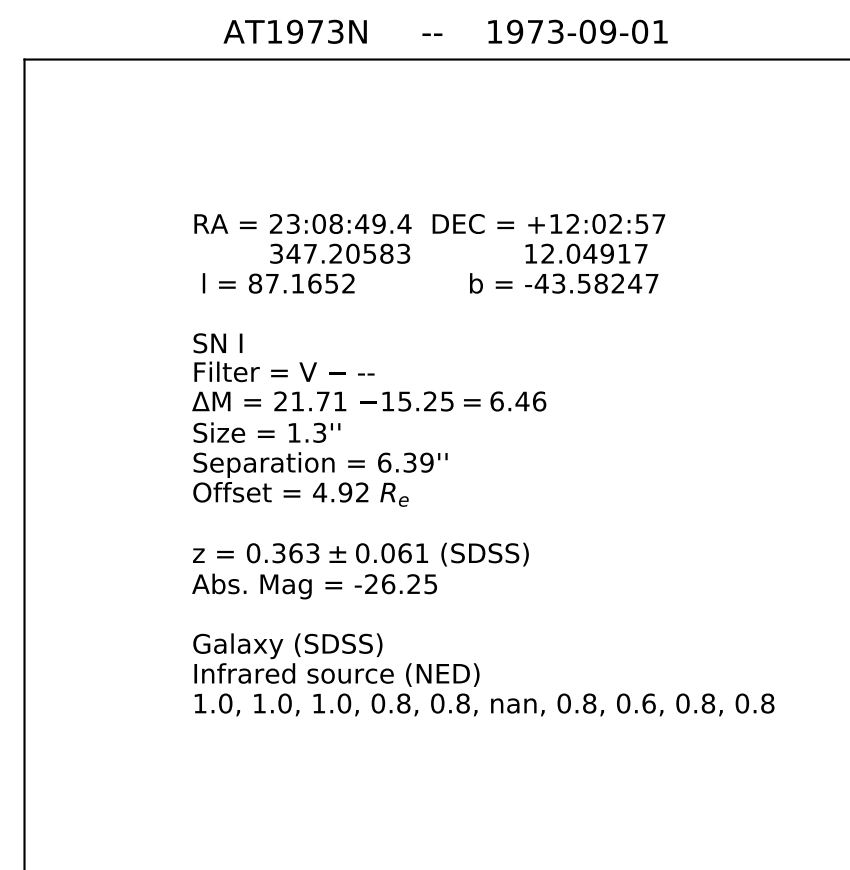 AT1973N -- 1973-09-01
RA = 23:08:49.4 DEC = +12:02:57
347.20583 12.04917
l = 87.1652 b = -43.58247
SN I
Filter = V − --
ΔM = 21.71 −15.25 = 6.46
Size = 1.3''
Separation = 6.39''
Offset = 4.92 Rₑ
z = 0.363 ± 0.061 (SDSS)
Abs. Mag = -26.25
Galaxy (SDSS)
Infrared source (NED)
1.0, 1.0, 1.0, 0.8, 0.8, nan, 0.8, 0.6, 0.8, 0.8